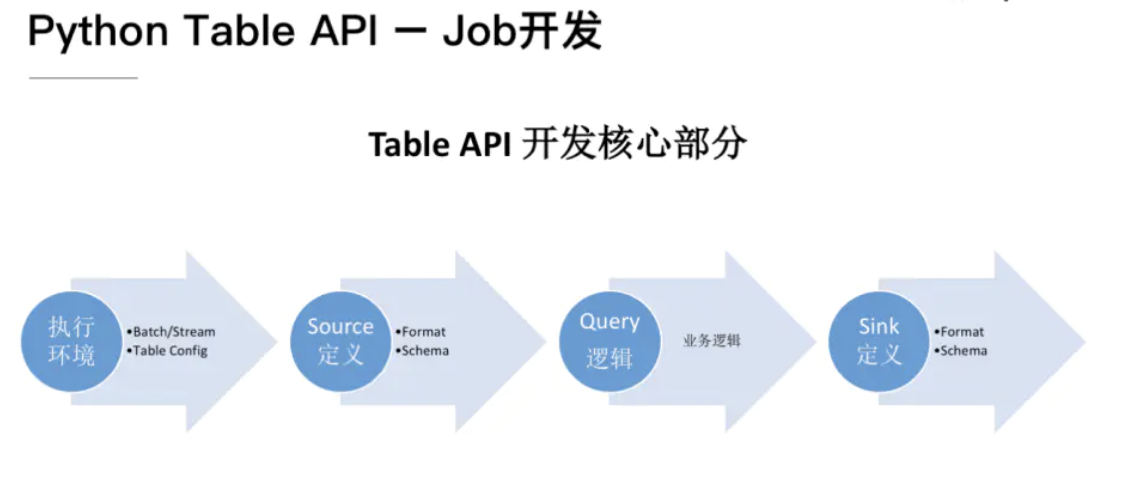 Python Table API — Job开发
Table API 开发核心部分
执行
环境
•Batch/Stream
•Table Config
Source
定义
•Format
•Schema
Query
逻辑
业务逻辑
Sink
定义
•Format
•Schema